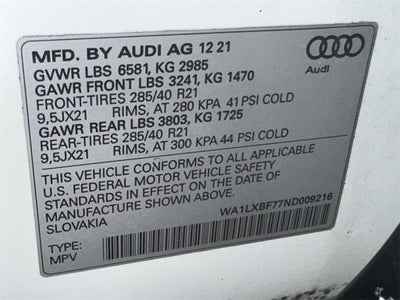 MFD. BY AUDI AG 12 21
GVWR LBS 6581, KG 2985
GAWR FRONT LBS 3241, KG 1470
FRONT-TIRES 285/40 R21
9,5JX21 RIMS, AT 280 KPA 41 PSI COLD
GAWR REAR LBS 3803, KG 1725
REAR-TIRES 285/40 R21
9,5JX21 RIMS, AT 300 KPA 44 PSI COLD
THIS VEHICLE CONFORMS TO ALL APPLICABLE
U.S. FEDERAL MOTOR VEHICLE SAFETY
STANDARDS IN EFFECT ON THE DATE OF
MANUFACTURE SHOWN ABOVE.
SLOVAKIA
WA1LXBF77ND009216
TYPE:
MPV
Audi